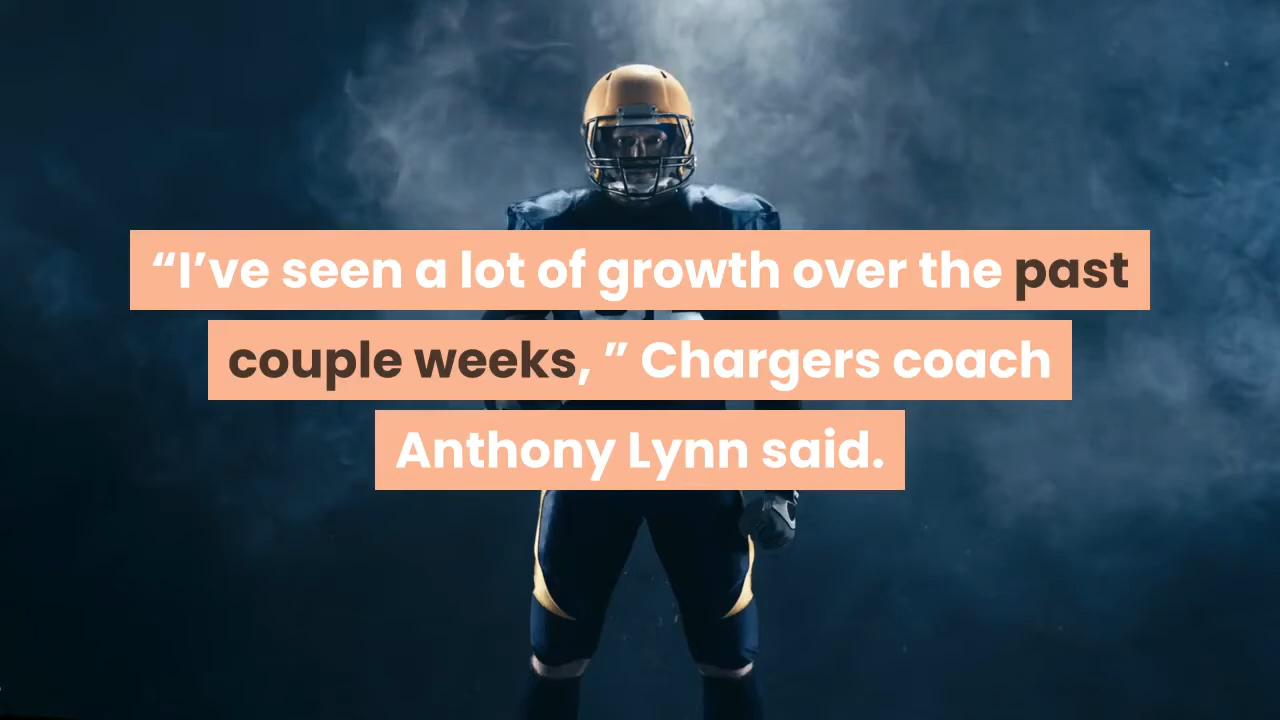 “I’ve seen a lot of growth over the past
couple weeks, ” Chargers coach
Anthony Lynn said.